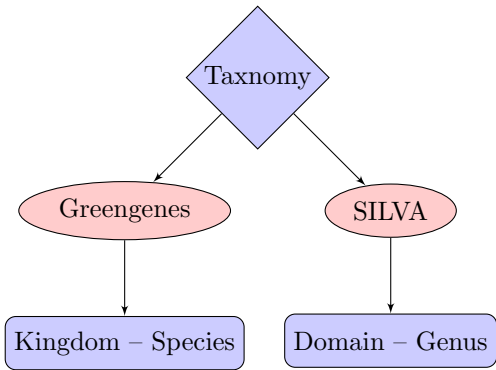 Taxnomy
Greengenes
SILVA
Kingdom – Species
Domain – Genus